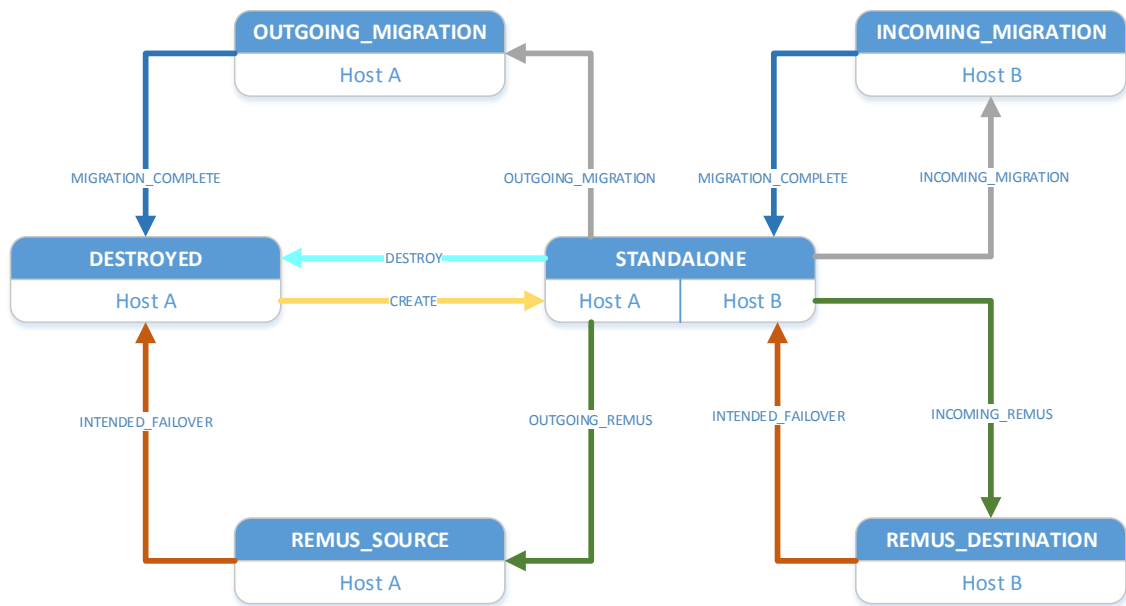 OUTGOING_MIGRATION
Host A
INCOMING_MIGRATION
Host B
MIGRATION_COMPLETE
OUTGOING_MIGRATION
MIGRATION_COMPLETE
INCOMING_MIGRATION
DESTROYED
Host A
DESTROY
CREATE
STANDALONE
Host A
Host B
INTENDED_FAILOVER
OUTGOING_REMUS
INTENDED_FAILOVER
INCOMING_REMUS
REMUS_SOURCE
Host A
REMUS_DESTINATION
Host B